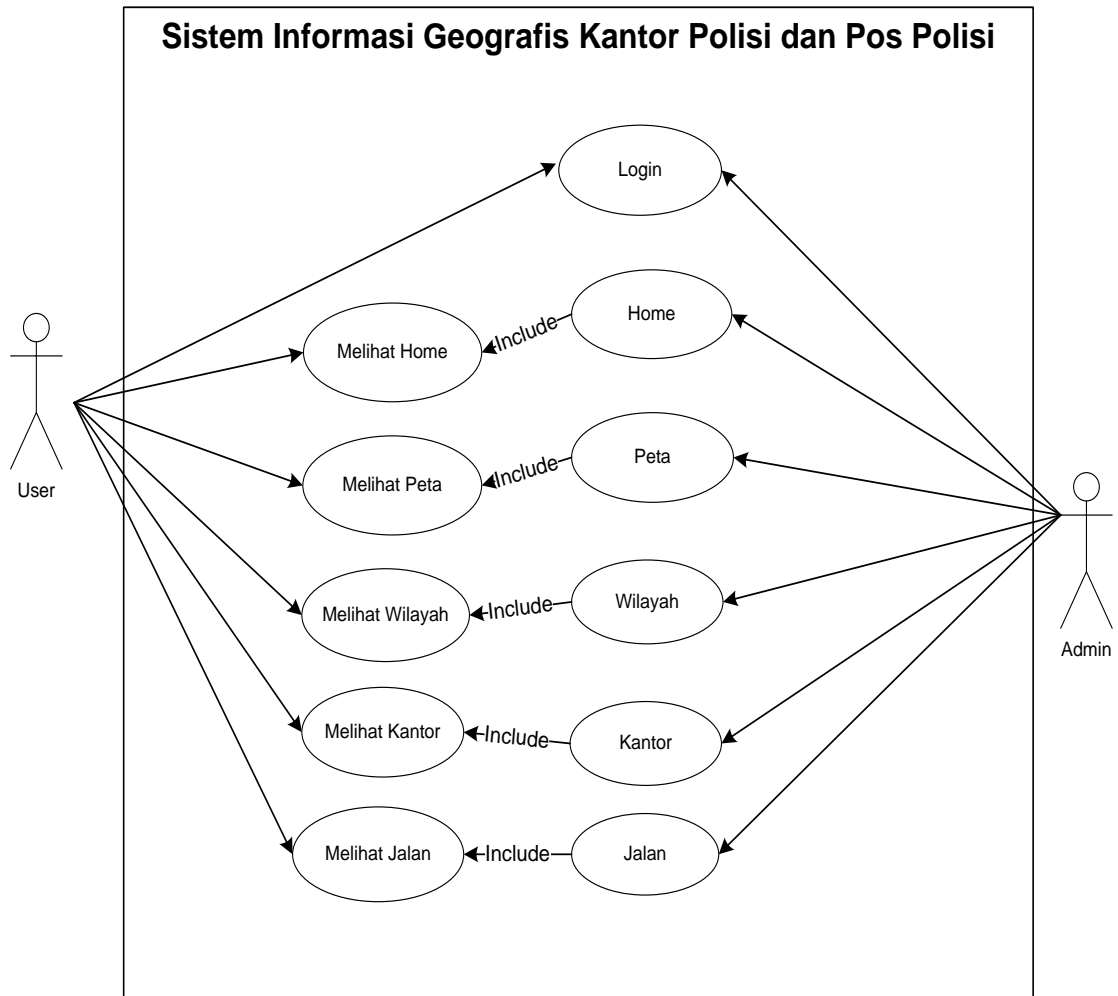 Sistem Informasi Geografis Kantor Polisi dan Pos Polisi
Login
Home
Melihat Home
Include
Peta
Melihat Peta
Include
User
Wilayah
Melihat Wilayah
Include
Admin
Melihat Kantor
Include
Kantor
Melihat Jalan
Include
Jalan